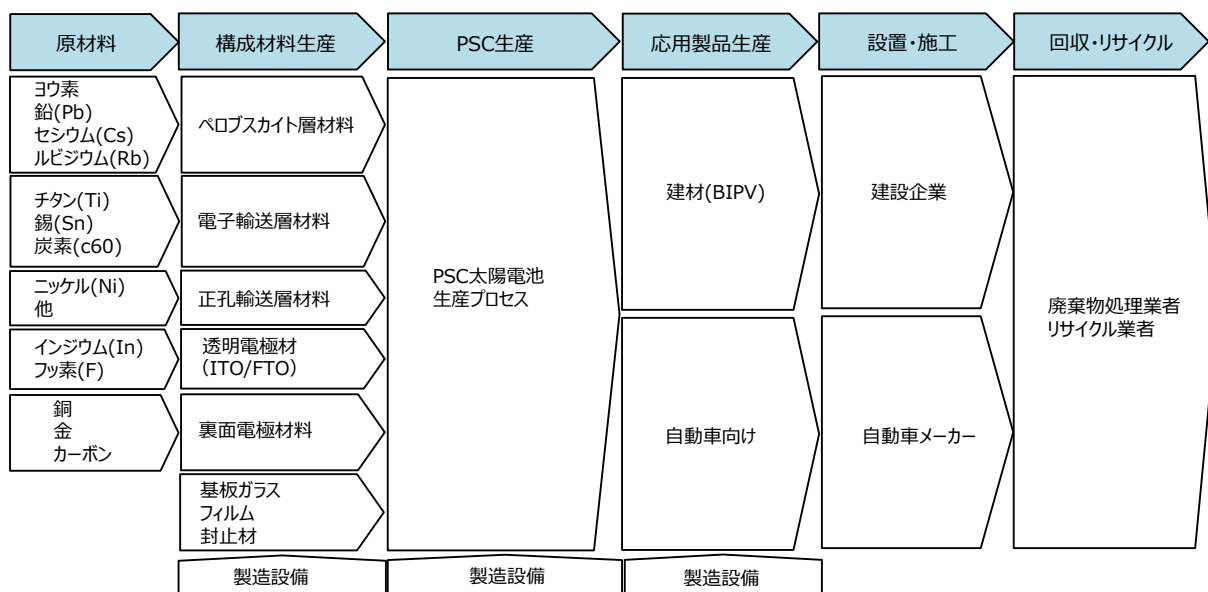 原材料
構成材料生産
PSC生産
応用製品生産
設置・施工
回収・リサイクル
ヨウ素
鉛(Pb)
セシウム(Cs)
ルビジウム(Rb)
ペロブスカイト層材料
チタン(Ti)
錫(Sn)
炭素(c60)
電子輸送層材料
ニッケル(Ni)
他
正孔輸送層材料
インジウム(In)
フッ素(F)
透明電極材
（ITO/FTO）
銅
金
カーボン
裏面電極材料
基板ガラス
フィルム
封止材
PSC太陽電池
生産プロセス
建材(BIPV)
自動車向け
建設企業
自動車メーカー
廃棄物処理業者
リサイクル業者
製造設備
製造設備
製造設備